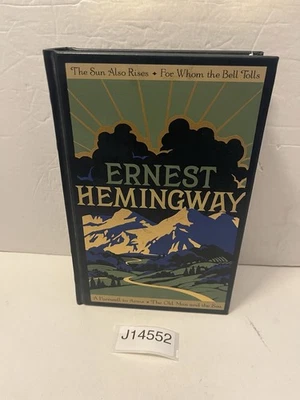 The Sun Also Rises ✦ For Whom the Bell Tolls
ERNEST
HEMINGWAY
A Farewell to Arms ✦ The Old Man and the Sea
J14552